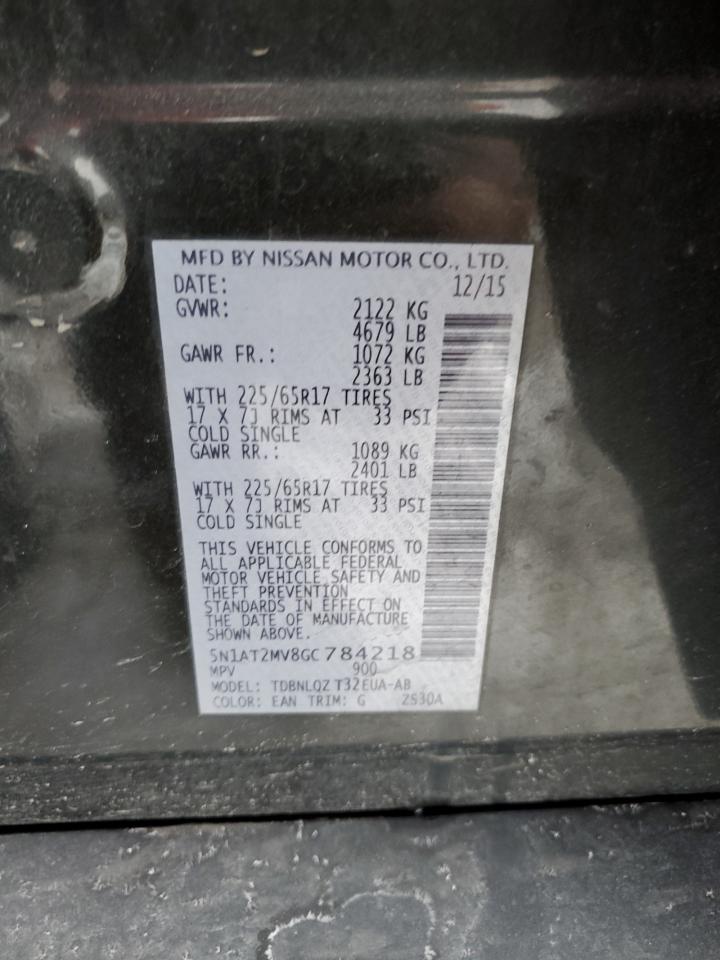 MFD BY NISSAN MOTOR CO., LTD.
DATE: 12/15
GVWR: 2122 KG
4679 LB
GAWR FR.: 1072 KG
2363 LB
WITH 225/65R17 TIRES
17 X 7J RIMS AT 33 PSI
COLD SINGLE
GAWR RR.: 1089 KG
2401 LB
WITH 225/65R17 TIRES
17 X 7J RIMS AT 33 PSI
COLD SINGLE
THIS VEHICLE CONFORMS TO
ALL APPLICABLE FEDERAL
MOTOR VEHICLE SAFETY AND
THEFT PREVENTION
STANDARDS IN EFFECT ON
THE DATE OF MANUFACTURE
SHOWN ABOVE.
5N1AT2MV8GC784218
MPV 900
MODEL: TDBNLQZ T32EUA-AB
COLOR: EAN TRIM: G ZS30A